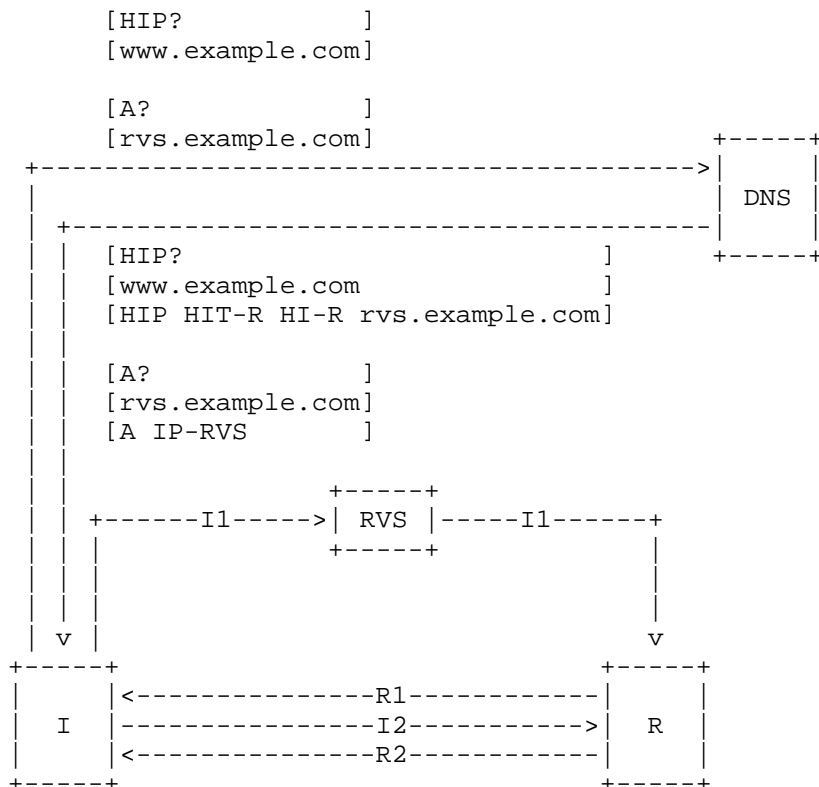 [HIP?           ]
[www.example.com]
[A?             ]
[rvs.example.com]
DNS
[HIP?                          ]
[www.example.com               ]
[HIP HIT-R HI-R rvs.example.com]
[A?             ]
[rvs.example.com]
[A IP-RVS       ]
I1 RVS I1
R1
I I2 R
R2